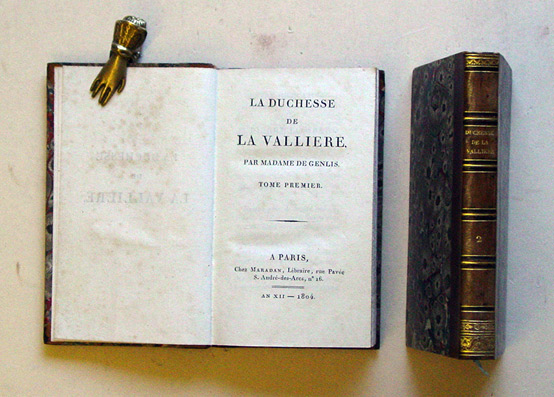 LA DUCHESSE
DE
LA VALLIERE,
PAR MADAME DE GENLIS.
TOME PREMIER.
A PARIS,
Chez MARADAN, Libraire, rue Pavée
S. André-des-Arcs, n° 16.
AN XII — 1804.
DUCHESSE
DE LA
VALLIERE
2